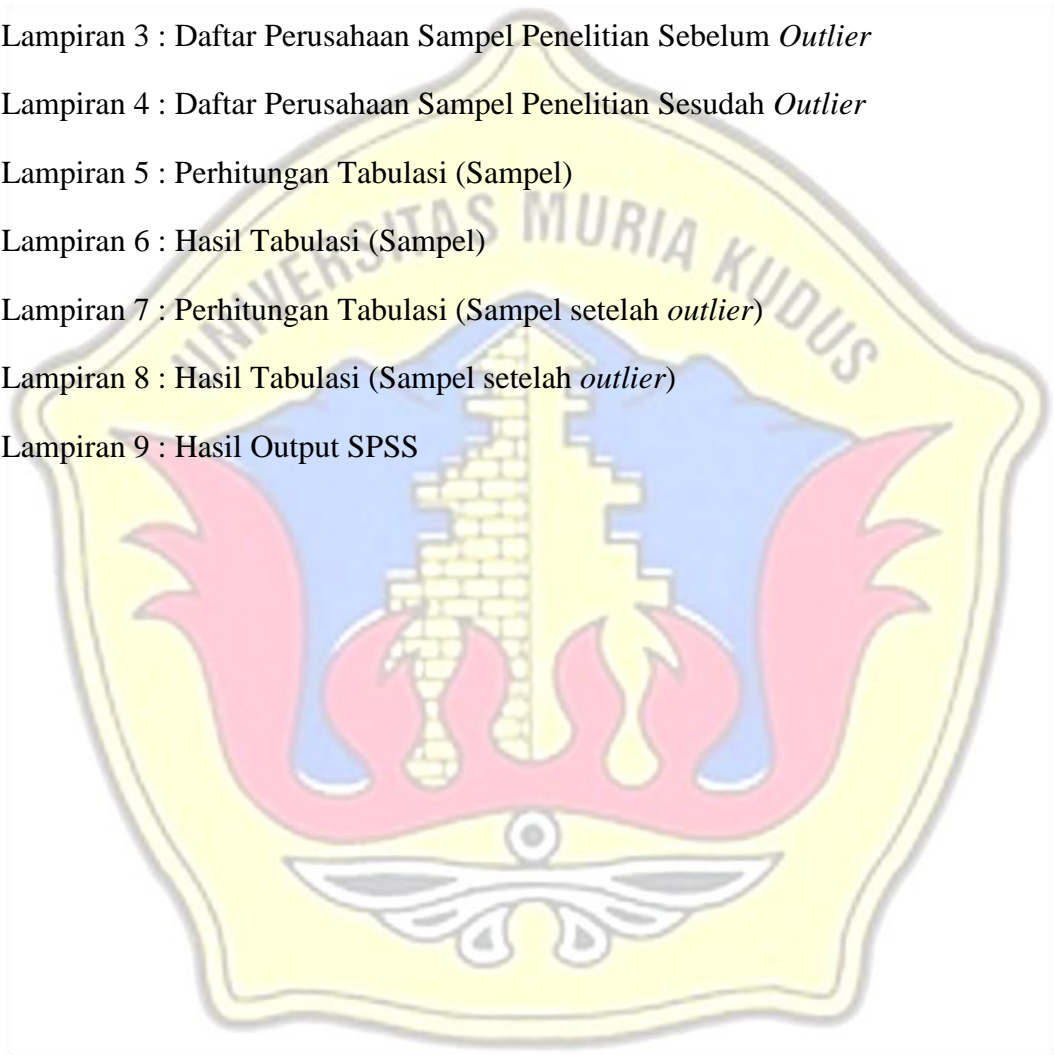 Lampiran 3 : Daftar Perusahaan Sampel Penelitian Sebelum Outlier
Lampiran 4 : Daftar Perusahaan Sampel Penelitian Sesudah Outlier
Lampiran 5 : Perhitungan Tabulasi (Sampel)
Lampiran 6 : Hasil Tabulasi (Sampel)
Lampiran 7 : Perhitungan Tabulasi (Sampel setelah outlier)
Lampiran 8 : Hasil Tabulasi (Sampel setelah outlier)
Lampiran 9 : Hasil Output SPSS
UNIVERSITAS MURIA KUDUS